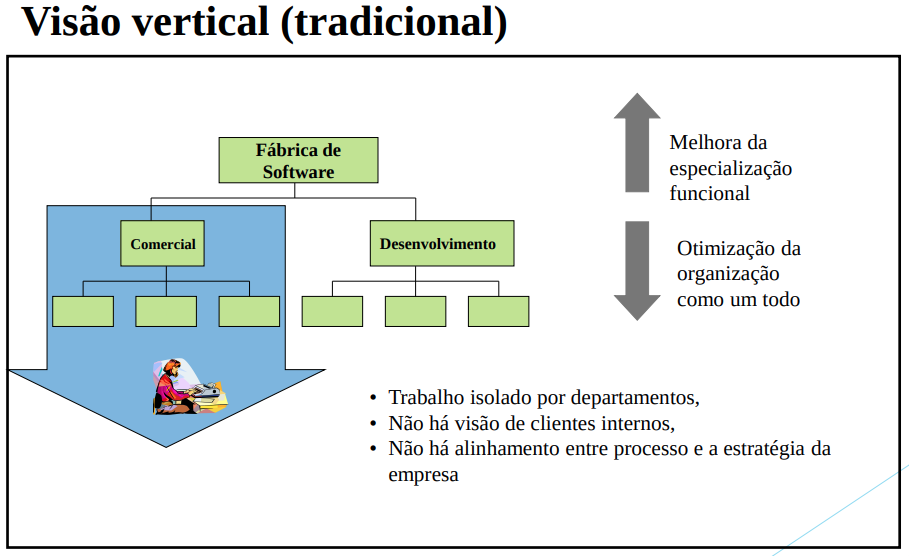 Visão vertical (tradicional)
Fábrica de
Software
Comercial
Desenvolvimento
Melhora da
especialização
funcional
Otimização da
organização
como um todo
• Trabalho isolado por departamentos,
• Não há visão de clientes internos,
• Não há alinhamento entre processo e a estratégia da
empresa